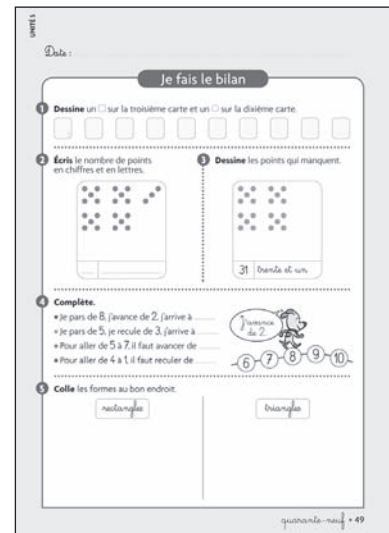 UNITÉ 5
Date :
Je fais le bilan
1 Dessine un □ sur la troisième carte et un ○ sur la dixième carte.
2 Écris le nombre de points
en chiffres et en lettres.
3 Dessine les points qui manquent.
31 trente et un
4 Complète.
• Je pars de 8, j'avance de 2, j'arrive à
• Je pars de 5, je recule de 3, j'arrive à
• Pour aller de 5 à 7, il faut avancer de
• Pour aller de 4 à 1, il faut reculer de
J'avance
de 2.
6 7 8 9 10
5 Colle les formes au bon endroit.
rectangles
triangles
quarante-neuf • 49